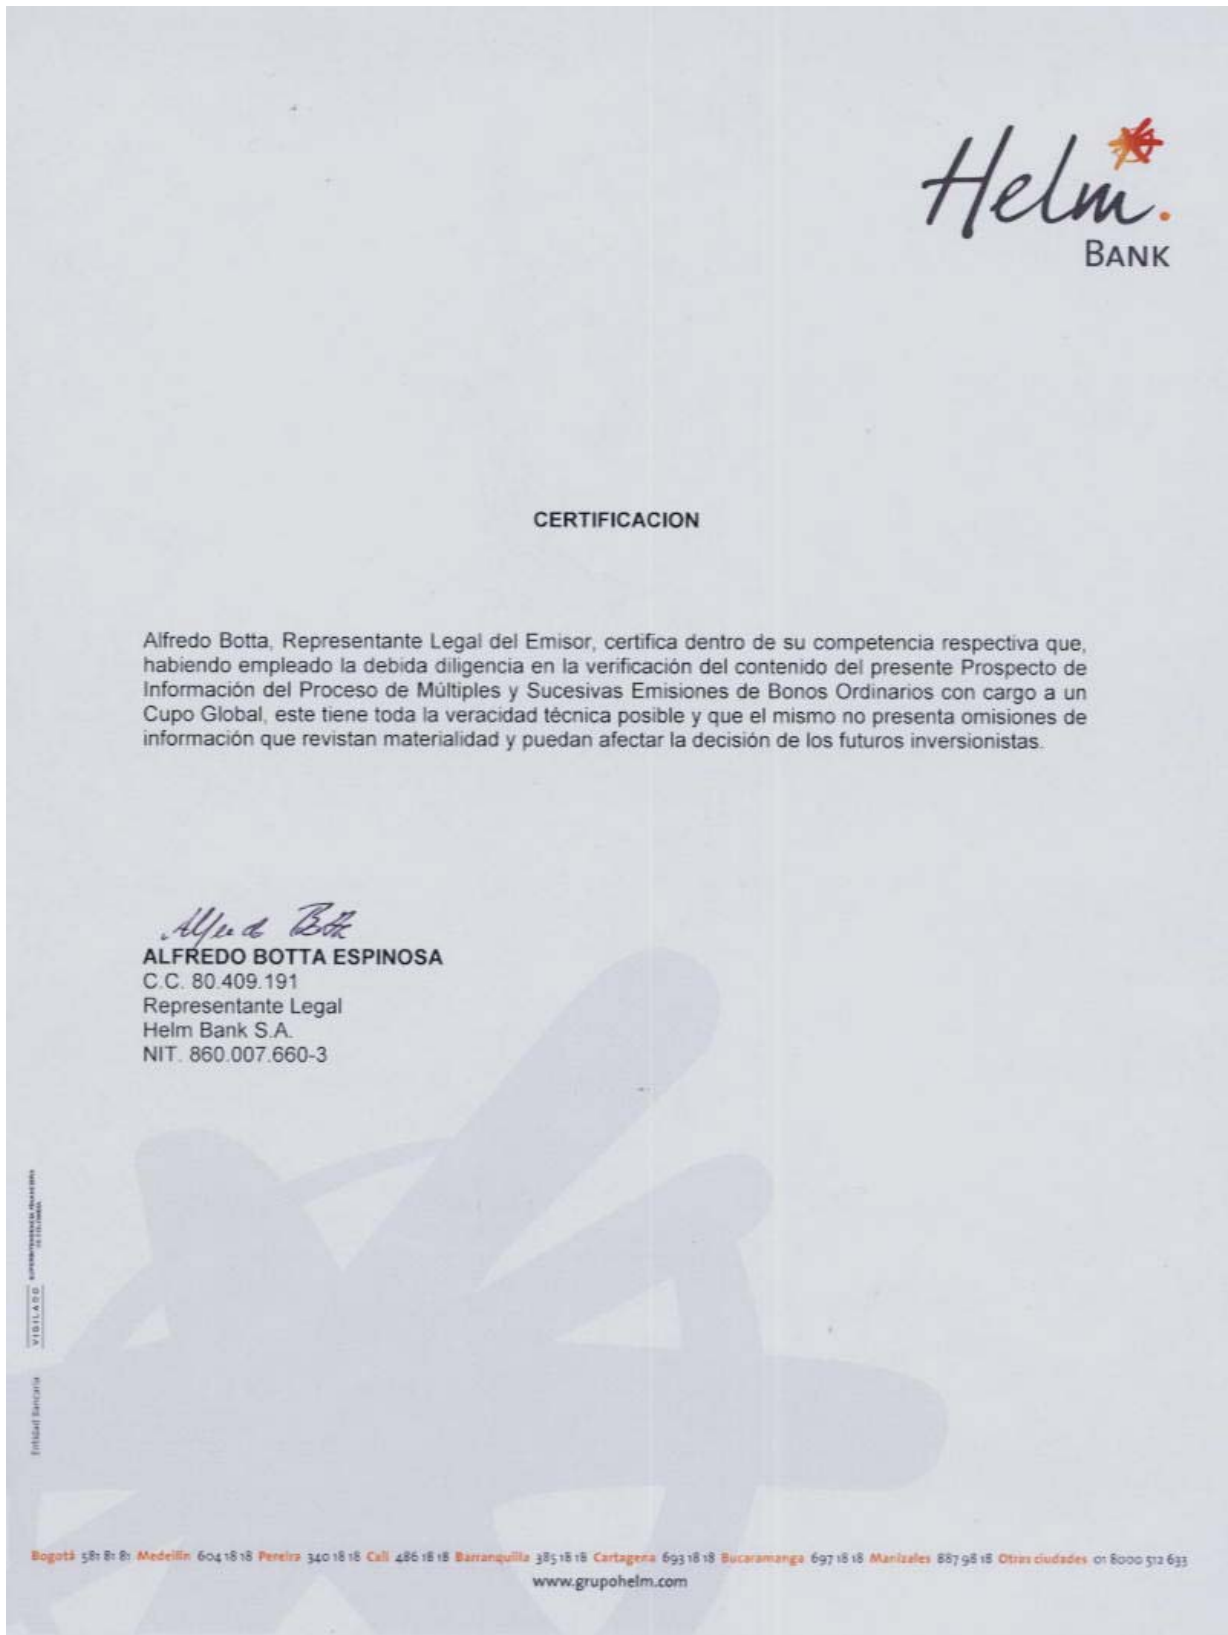 Helm.
BANK
CERTIFICACION
Alfredo Botta, Representante Legal del Emisor, certifica dentro de su competencia respectiva que,
habiendo empleado la debida diligencia en la verificación del contenido del presente Prospecto de
Información del Proceso de Múltiples y Sucesivas Emisiones de Bonos Ordinarios con cargo a un
Cupo Global, este tiene toda la veracidad técnica posible y que el mismo no presenta omisiones de
información que revistan materialidad y puedan afectar la decisión de los futuros inversionistas.
Alfredo Botta
ALFREDO BOTTA ESPINOSA
C.C. 80.409.191
Representante Legal
Helm Bank S.A.
NIT. 860.007.660-3
Entidad Bancaria
VIGILADO SUPERINTENDENCIA FINANCIERA
DE COLOMBIA
Bogotá 581 81 81 Medellín 604 18 18 Pereira 340 18 18 Cali 486 18 18 Barranquilla 385 18 18 Cartagena 693 18 18 Bucaramanga 697 18 18 Manizales 887 98 18 Otras ciudades 01 8000 512 633
www.grupohelm.com